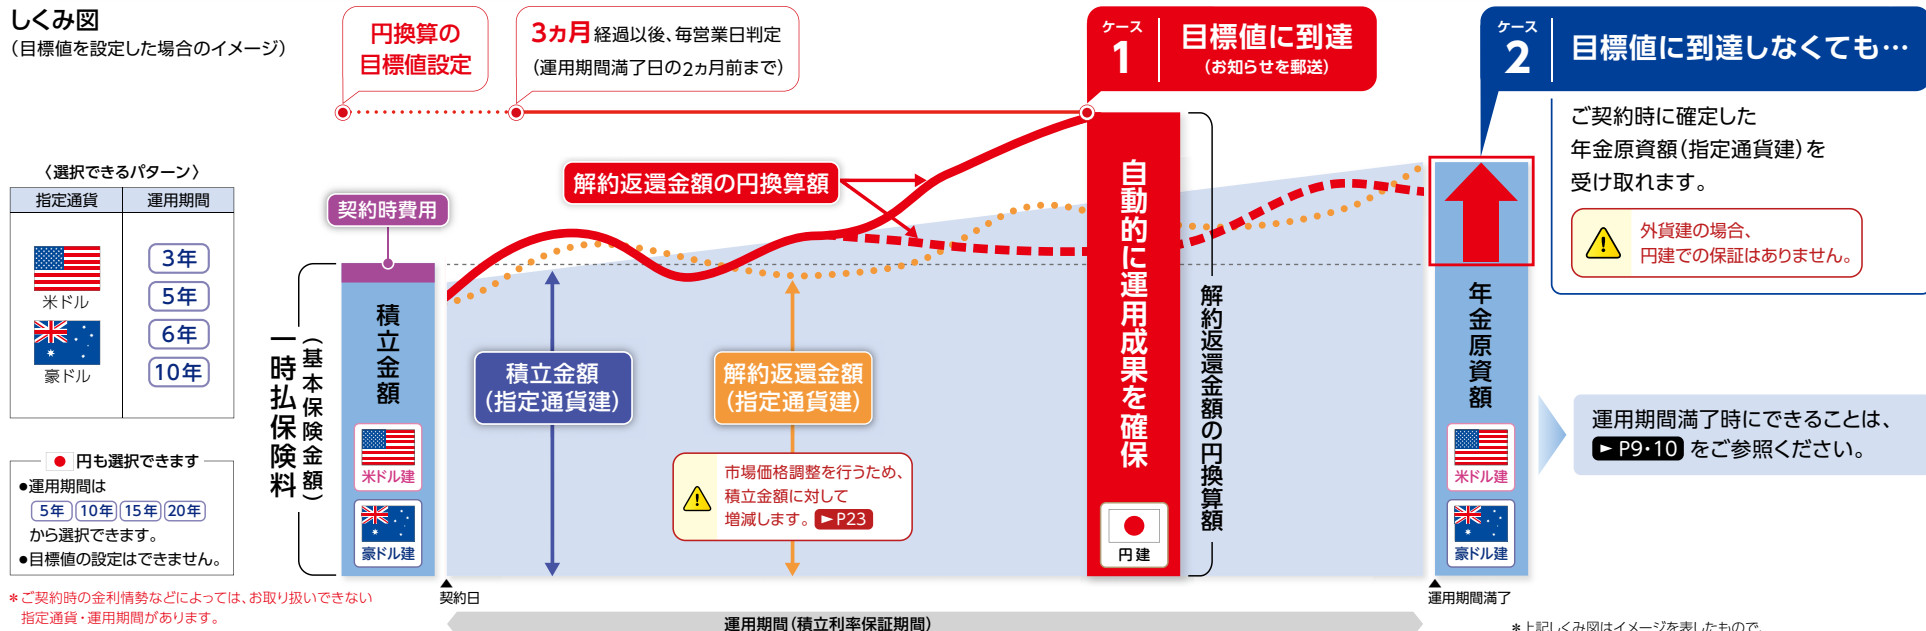 しくみ図
(目標値を設定した場合のイメージ)
円換算の
目標値設定
3ヵ月経過以後、毎営業日判定
(運用期間満了日の2ヵ月前まで)
ケース
1
目標値に到達
(お知らせを郵送)
ケース
2
目標値に到達しなくても…
ご契約時に確定した
年金原資額(指定通貨建)を
受け取れます。
外貨建の場合、
円建での保証はありません。
〈選択できるパターン〉
指定通貨
運用期間
米ドル
豪ドル
3年
5年
6年
10年
円も選択できます
●運用期間は
5年 10年 15年 20年
から選択できます。
●目標値の設定はできません。
*ご契約時の金利情勢などによっては、お取り扱いできない
指定通貨・運用期間があります。
一時払保険料
(基本保険金額)
契約時費用
積立金額
米ドル建
豪ドル建
解約返還金額の円換算額
積立金額
(指定通貨建)
解約返還金額
(指定通貨建)
市場価格調整を行うため、
積立金額に対して
増減します。►P23
自動的に運用成果を確保
円建
解約返還金額の円換算額
年金原資額
米ドル建
豪ドル建
運用期間満了時にできることは、
►P9・10 をご参照ください。
▲
契約日
▲
運用期間満了
運用期間(積立利率保証期間)
*上記しくみ図はイメージを表したもので、